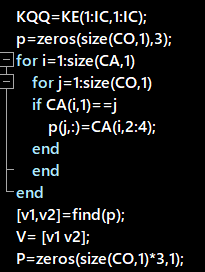 KQQ=KE(1:IC,1:IC);
p=zeros(size(CO,1),3);
for i=1:size(CA,1)
for j=1:size(CO,1)
if CA(i,1)==j
p(j,:)=CA(i,2:4);
end
end
end
[v1,v2]=find(p);
V= [v1 v2];
P=zeros(size(CO,1)*3,1);